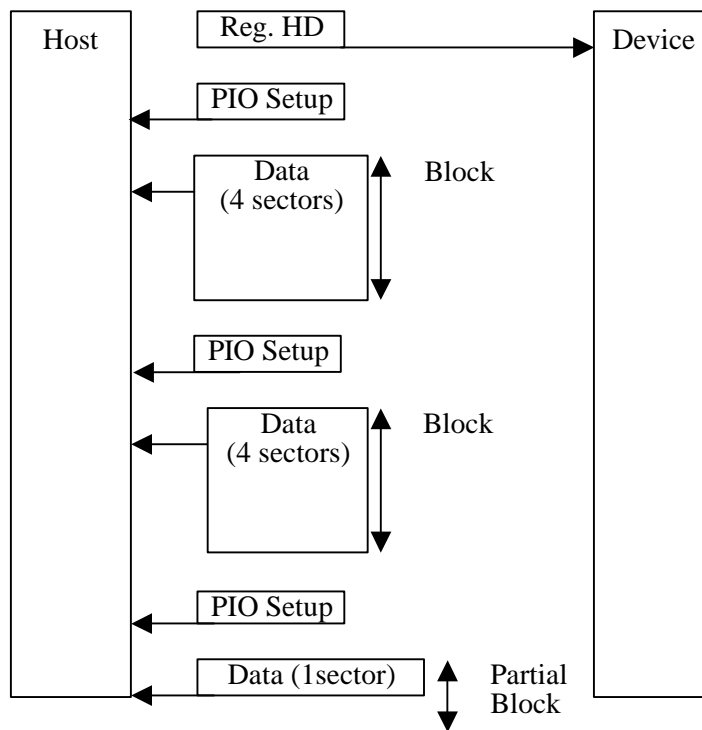 Reg. HD
Host
Device
PIO Setup
Data
(4 sectors)
Block
PIO Setup
Data
(4 sectors)
Block
PIO Setup
Data (1sector)
Partial
Block